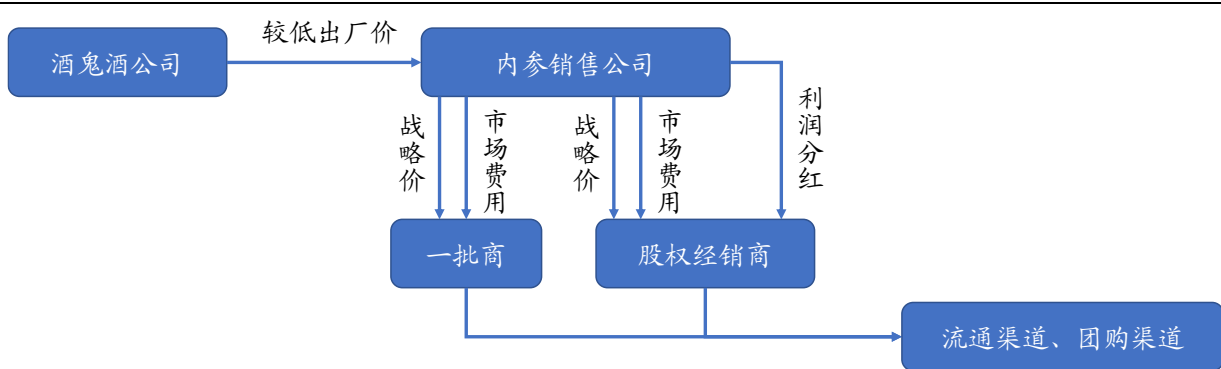 较低出厂价
酒鬼酒公司
内参销售公司
战略价
市场费用
战略价
市场费用
利润分红
一批商
股权经销商
流通渠道、团购渠道